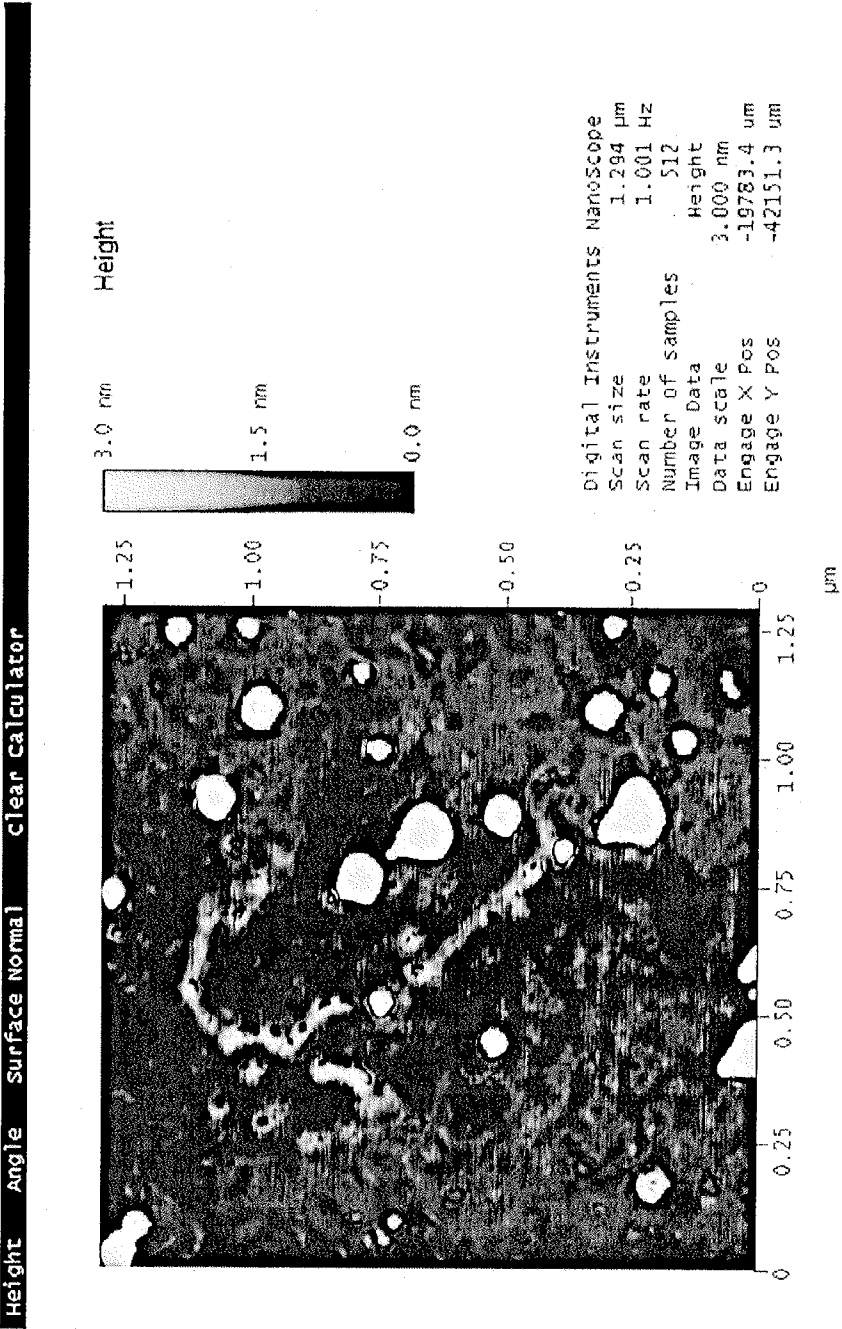 Height Angle Surface Normal Clear Calculator
Height
3.0 nm
1.5 nm
0.0 nm
1.25
1.00
0.75
0.50
0.25
0
0 0.25 0.50 0.75 1.00 1.25
µm
Digital Instruments NanoScope
Scan size 1.294 µm
Scan rate 1.001 Hz
Number of samples 512
Image Data Height
Data scale 3.000 nm
Engage X Pos -19783.4 um
Engage Y Pos -42151.3 um